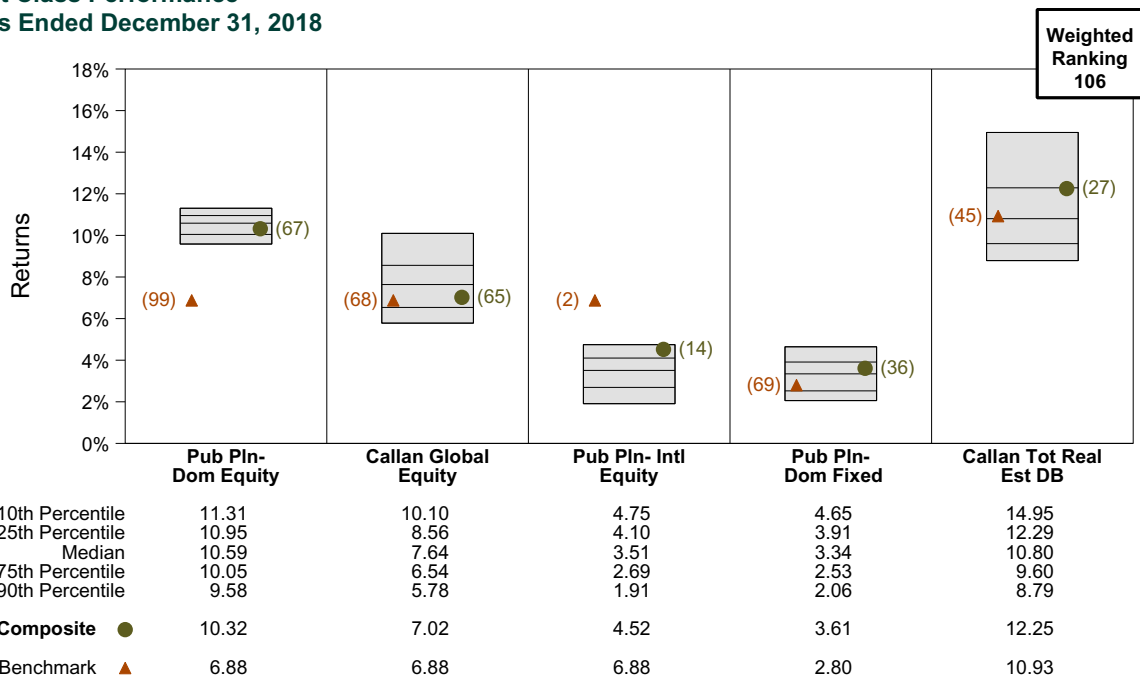 s Ended December 31, 2018
Weighted
Ranking
106
Returns
18%
16%
14%
12%
10%
8%
6%
4%
2%
0%
(99)
(67)
(68)
(65)
(2)
(14)
(69)
(36)
(45)
(27)
Pub Pln-
Dom Equity
Callan Global
Equity
Pub Pln- Intl
Equity
Pub Pln-
Dom Fixed
Callan Tot Real
Est DB
10th Percentile 11.31 10.10 4.75 4.65 14.95
25th Percentile 10.95 8.56 4.10 3.91 12.29
Median 10.59 7.64 3.51 3.34 10.80
75th Percentile 10.05 6.54 2.69 2.53 9.60
90th Percentile 9.58 5.78 1.91 2.06 8.79
Composite 10.32 7.02 4.52 3.61 12.25
Benchmark 6.88 6.88 6.88 2.80 10.93